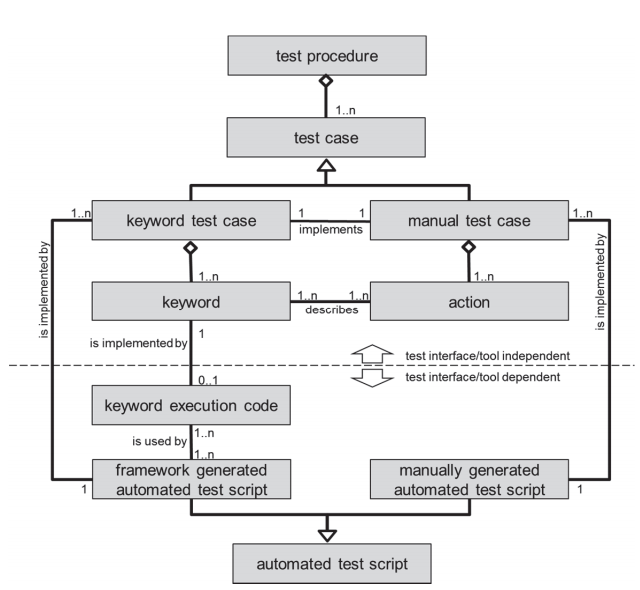 test procedure
1..n
test case
1..n
keyword test case
1
1
implements
manual test case
1..n
is implemented by
1..n
1..n
is implemented by
keyword
1..n
1..n
describes
action
1
is implemented by
test interface/tool independent
test interface/tool dependent
0..1
keyword execution code
is used by
1..n
1..n
framework generated
automated test script
manually generated
automated test script
1
1
automated test script